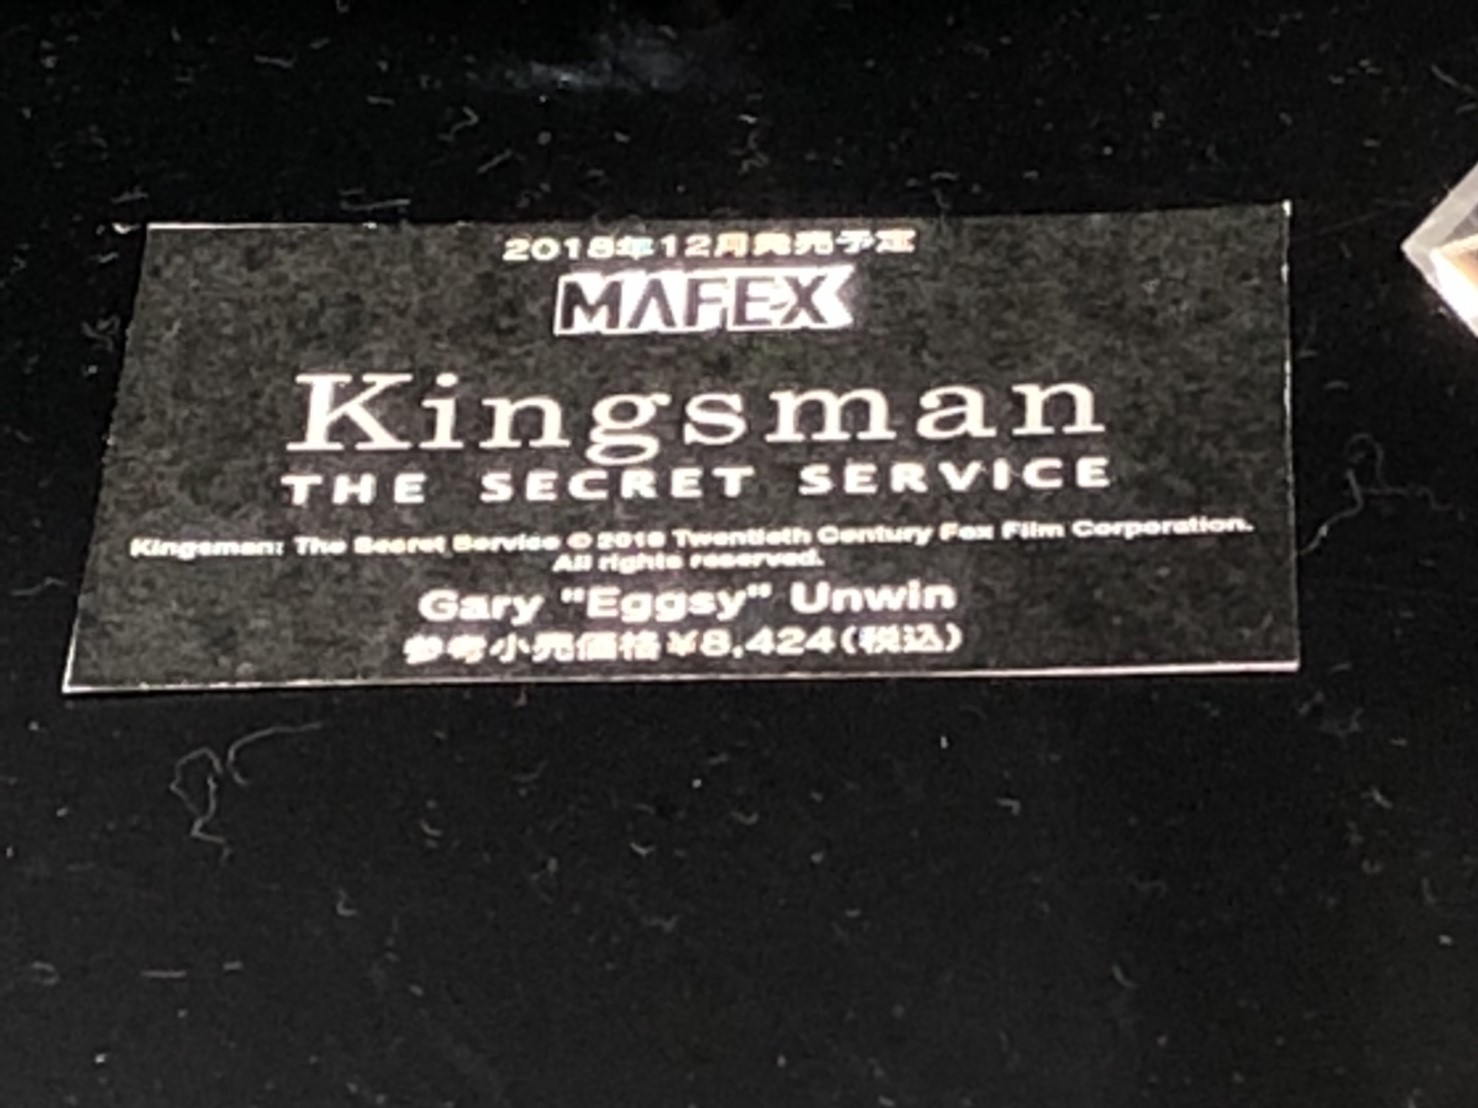 2018年12月発売予定
MAFEX
Kingsman
THE SECRET SERVICE
Kingsman: The Secret Service © 2018 Twentieth Century Fox Film Corporation.
All rights reserved.
Gary "Eggsy" Unwin
参考小売価格¥8,424(税込)